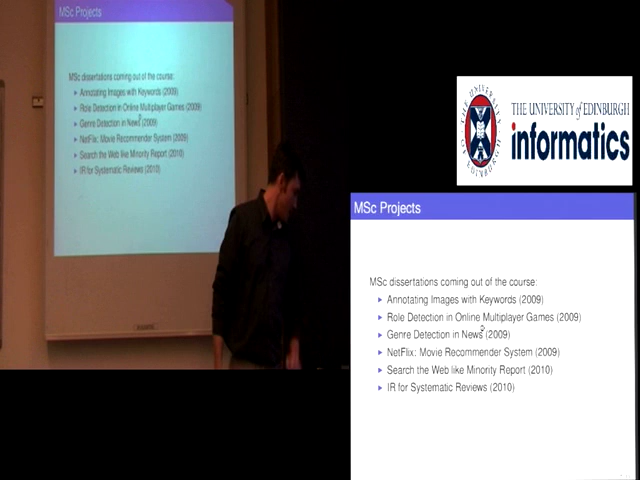 MSc Projects
MSc dissertations coming out of the course:
Annotating Images with Keywords (2009)
Role Detection in Online Multiplayer Games (2009)
Genre Detection in News (2009)
NetFlix: Movie Recommender System (2009)
Search the Web like Minority Report (2010)
IR for Systematic Reviews (2010)
THE UNIVERSITY of EDINBURGH
informatics
MSc Projects
MSc dissertations coming out of the course:
Annotating Images with Keywords (2009)
Role Detection in Online Multiplayer Games (2009)
Genre Detection in News (2009)
NetFlix: Movie Recommender System (2009)
Search the Web like Minority Report (2010)
IR for Systematic Reviews (2010)